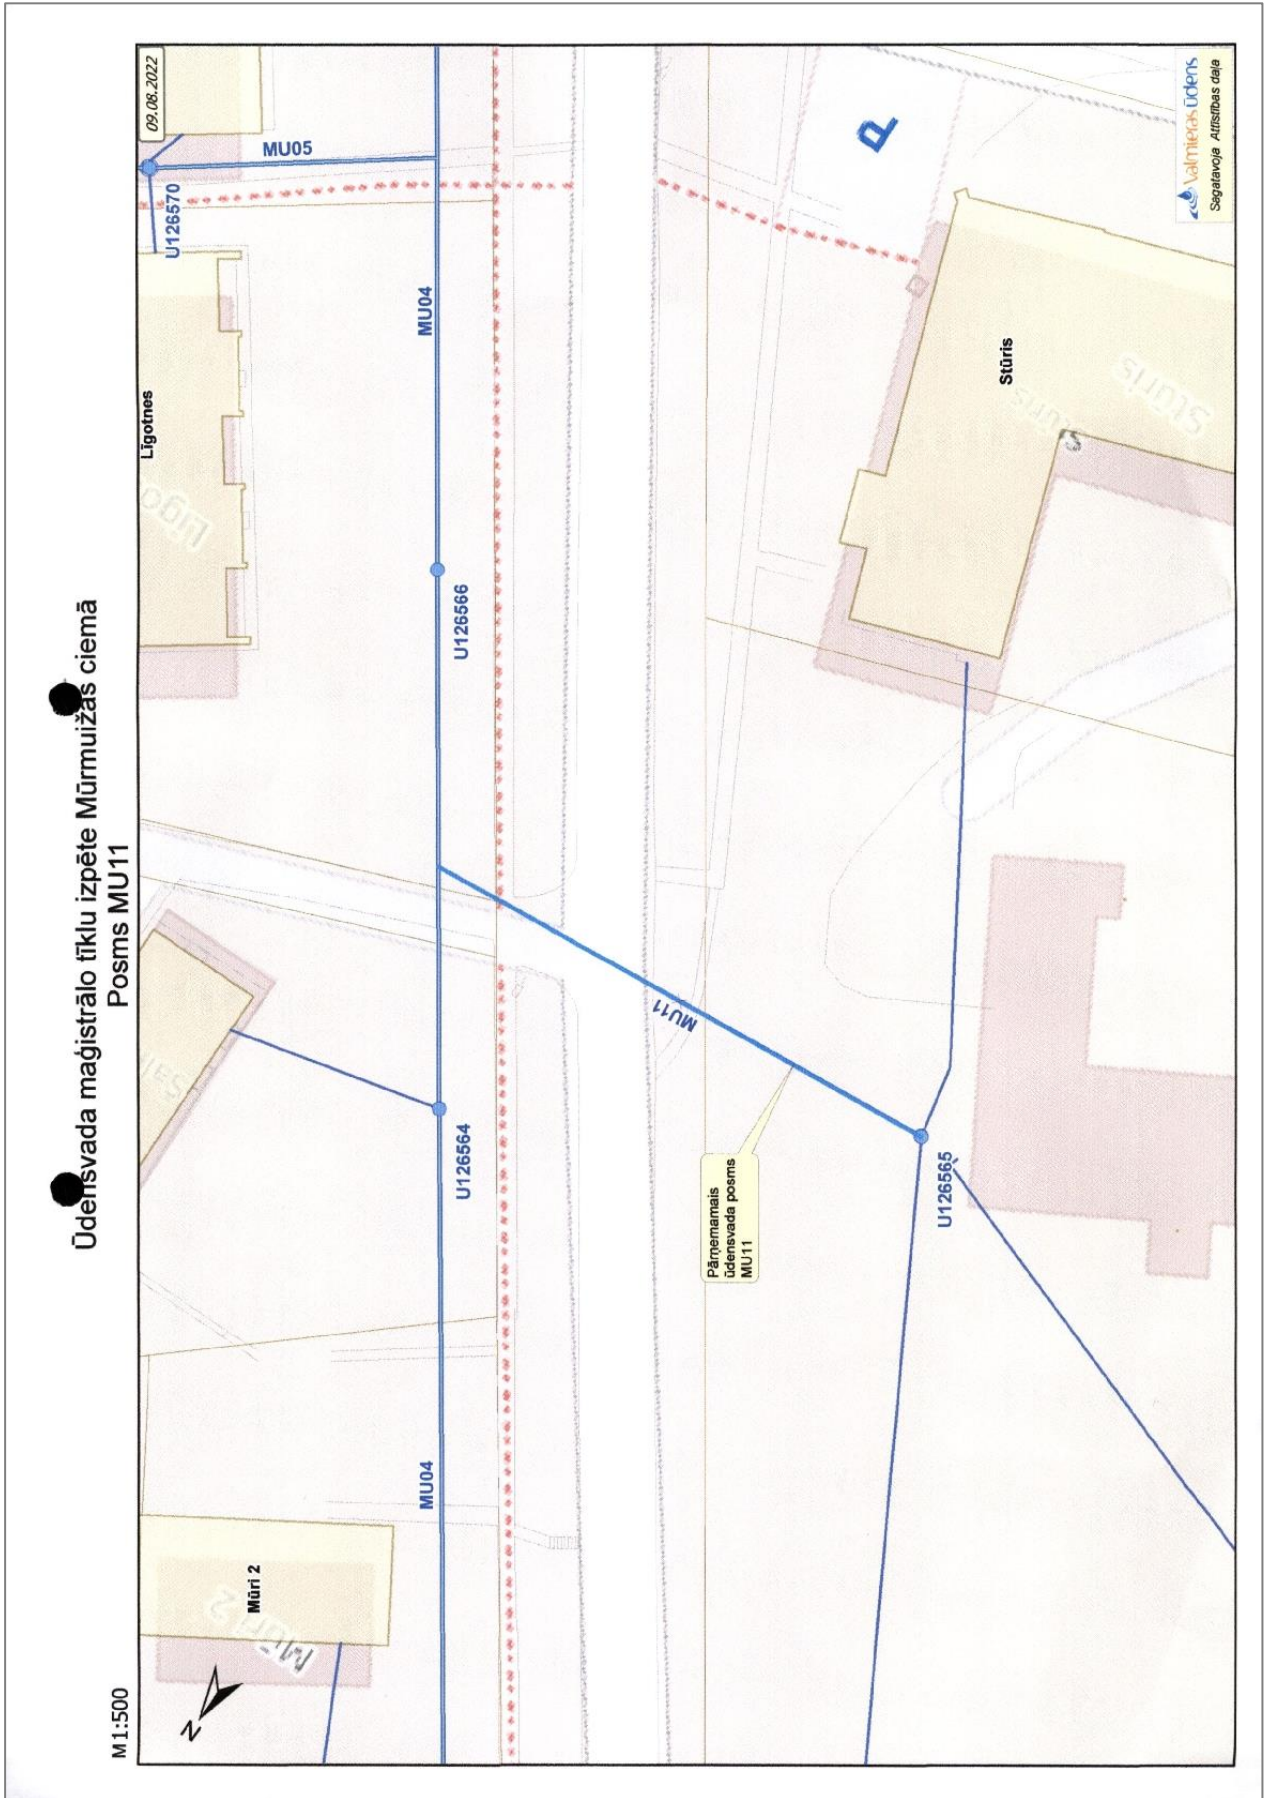 Ūdensvada maģistrālo tīklu izpēte Mūrmuižas ciemā
Posms MU11
M 1:500
09.08.2022
N
Mūri 2
Mūri 2
Līgotnes
U126570
MU05
MU04
U126564
U126566
MU04
MU11
Pārņemamais
ūdensvada posms
MU11
U126565
P
Stūris
Stūris
valmieras ūdens
Sagatavoja Attīstības daļa